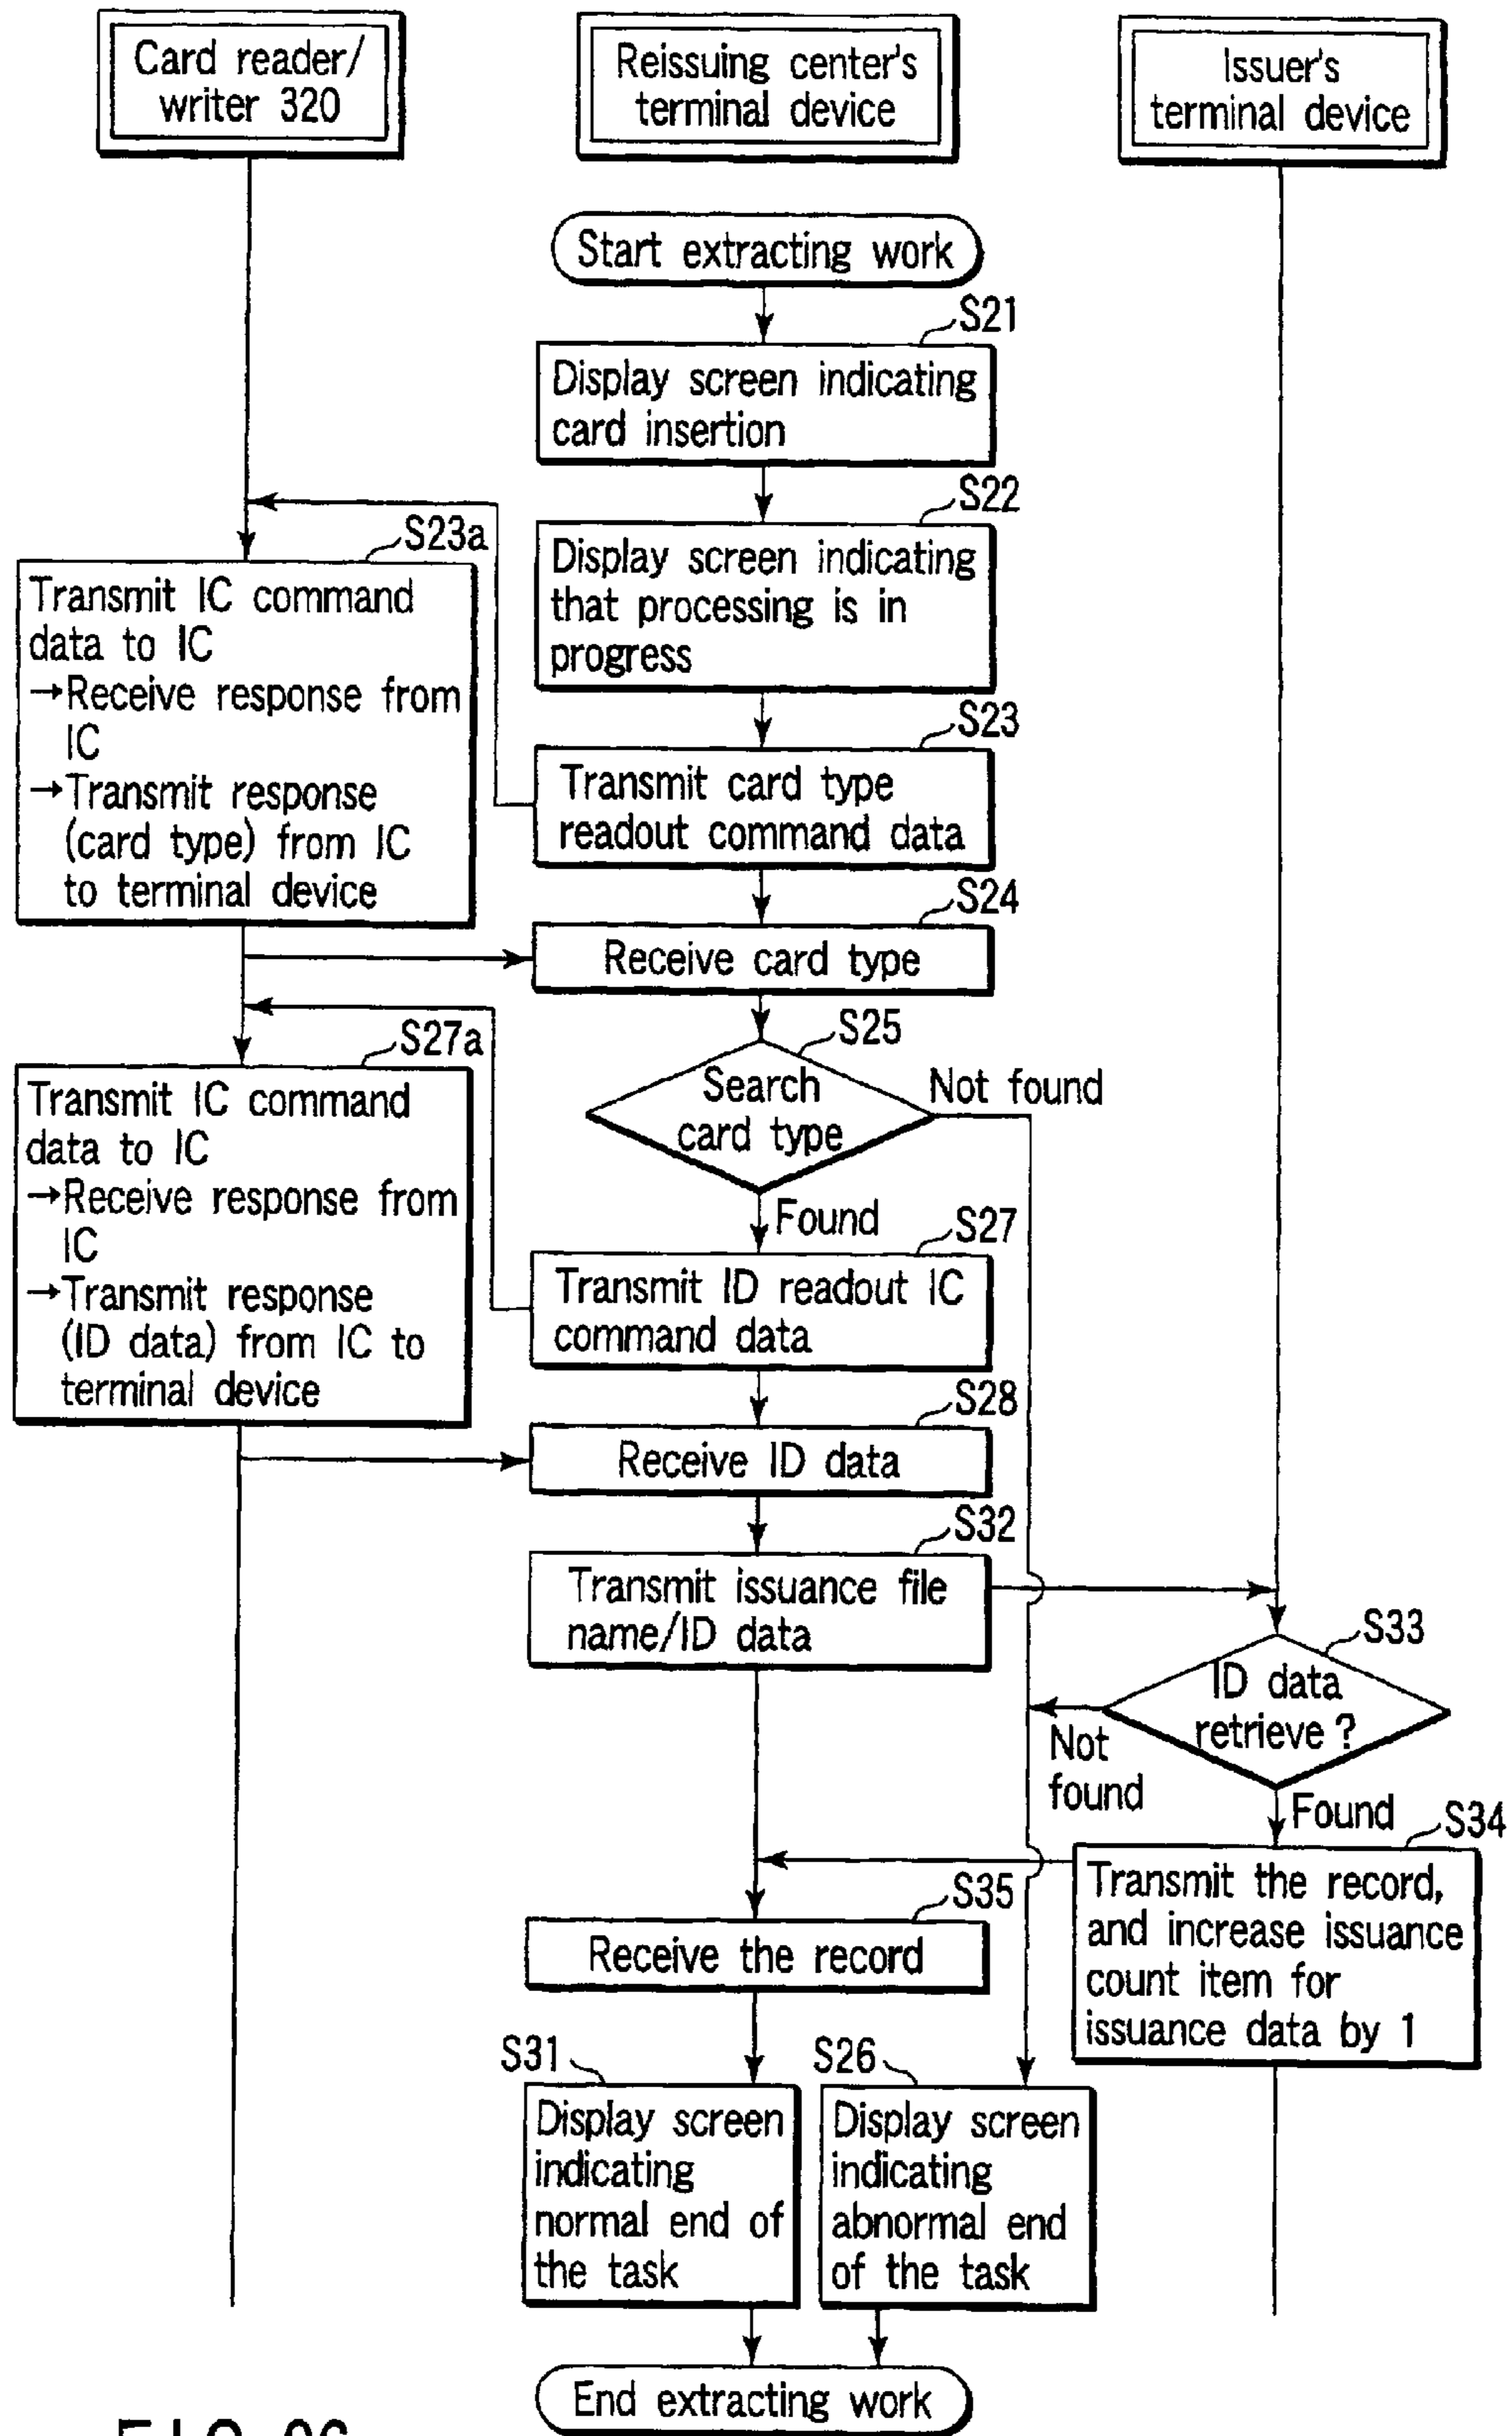 Card reader/
writer 320
Reissuing center's
terminal device
Issuer's
terminal device
Start extracting work
S21
Display screen indicating
card insertion
S22
Display screen indicating
that processing is in
progress
S23a
Transmit IC command
data to IC
→Receive response from
IC
→Transmit response
(card type) from IC
to terminal device
S23
Transmit card type
readout command data
S24
Receive card type
S25
Search
card type
Not found
Found
S27a
Transmit IC command
data to IC
→Receive response from
IC
→Transmit response
(ID data) from IC to
terminal device
S27
Transmit ID readout IC
command data
S28
Receive ID data
S32
Transmit issuance file
name/ID data
S33
ID data
retrieve ?
Not
found
Found
S34
Transmit the record,
and increase issuance
count item for
issuance data by 1
S35
Receive the record
S31
Display screen
indicating
normal end of
the task
S26
Display screen
indicating
abnormal end
of the task
End extracting work